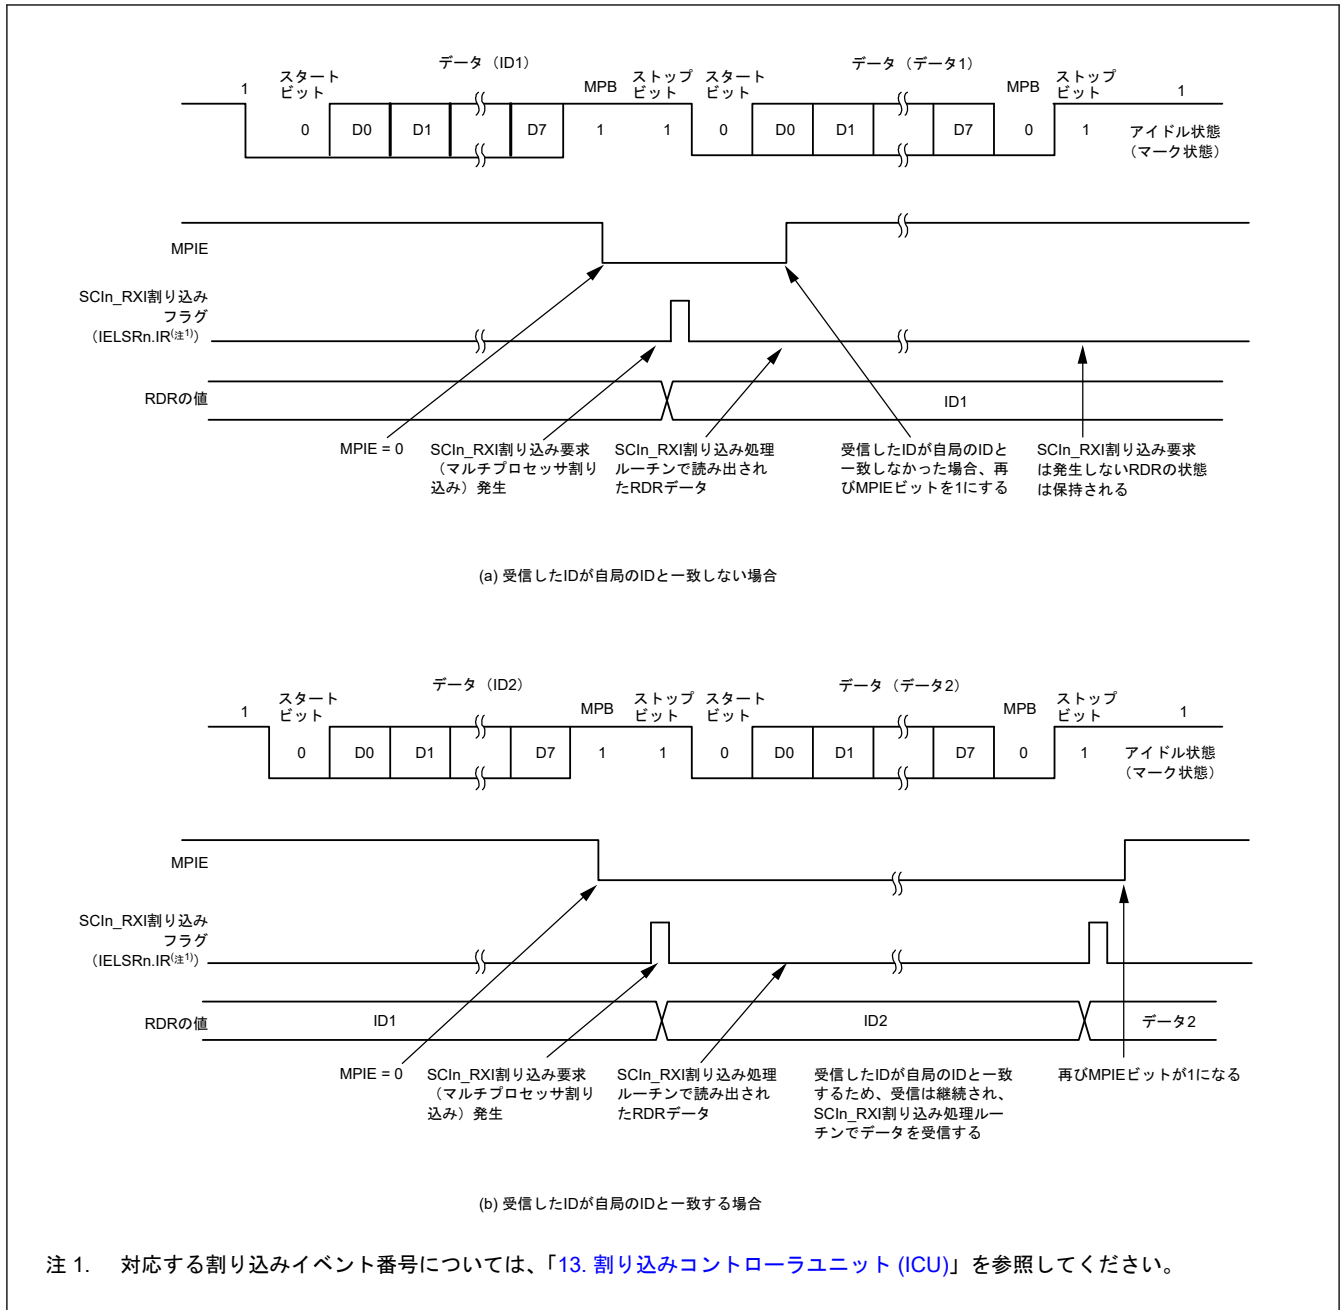 データ（ID1）
データ（データ1）
スタート
ビット
MPB
ストップ
ビット
スタート
ビット
MPB
ストップ
ビット
1
1
0
D0
D1
D7
1
1
0
D0
D1
D7
0
1
アイドル状態
（マーク状態）
MPIE
SCIn_RXI割り込み
フラグ
（IELSRn.IR(注1)）
RDRの値
ID1
MPIE = 0
SCIn_RXI割り込み要求
（マルチプロセッサ割り
込み）発生
SCIn_RXI割り込み処理
ルーチンで読み出され
たRDRデータ
受信したIDが自局のIDと
一致しなかった場合、再
びMPIEビットを1にする
SCIn_RXI割り込み要求
は発生しないRDRの状態
は保持される
(a) 受信したIDが自局のIDと一致しない場合
データ（ID2）
データ（データ2）
スタート
ビット
MPB
ストップ
ビット
スタート
ビット
MPB
ストップ
ビット
1
1
0
D0
D1
D7
1
1
0
D0
D1
D7
0
1
アイドル状態
（マーク状態）
MPIE
SCIn_RXI割り込み
フラグ
（IELSRn.IR(注1)）
RDRの値
ID1
ID2
データ2
MPIE = 0
SCIn_RXI割り込み要求
（マルチプロセッサ割り
込み）発生
SCIn_RXI割り込み処理
ルーチンで読み出され
たRDRデータ
受信したIDが自局のIDと一致
するため、受信は継続され、
SCIn_RXI割り込み処理ルー
チンでデータを受信する
再びMPIEビットが1になる
(b) 受信したIDが自局のIDと一致する場合
注 1. 対応する割り込みイベント番号については、「13. 割り込みコントローラユニット (ICU)」を参照してください。